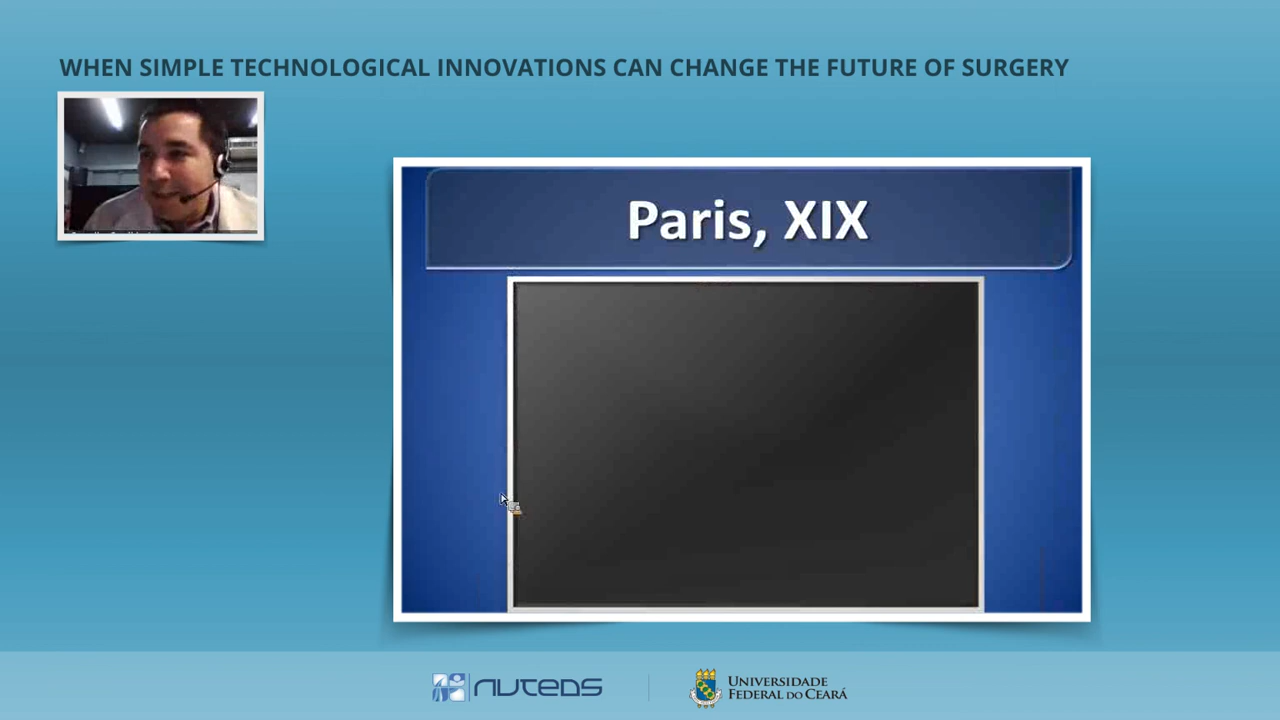 WHEN SIMPLE TECHNOLOGICAL INNOVATIONS CAN CHANGE THE FUTURE OF SURGERY
Paris, XIX
NUTEDS
UNIVERSIDADE
FEDERAL DO CEARÁ